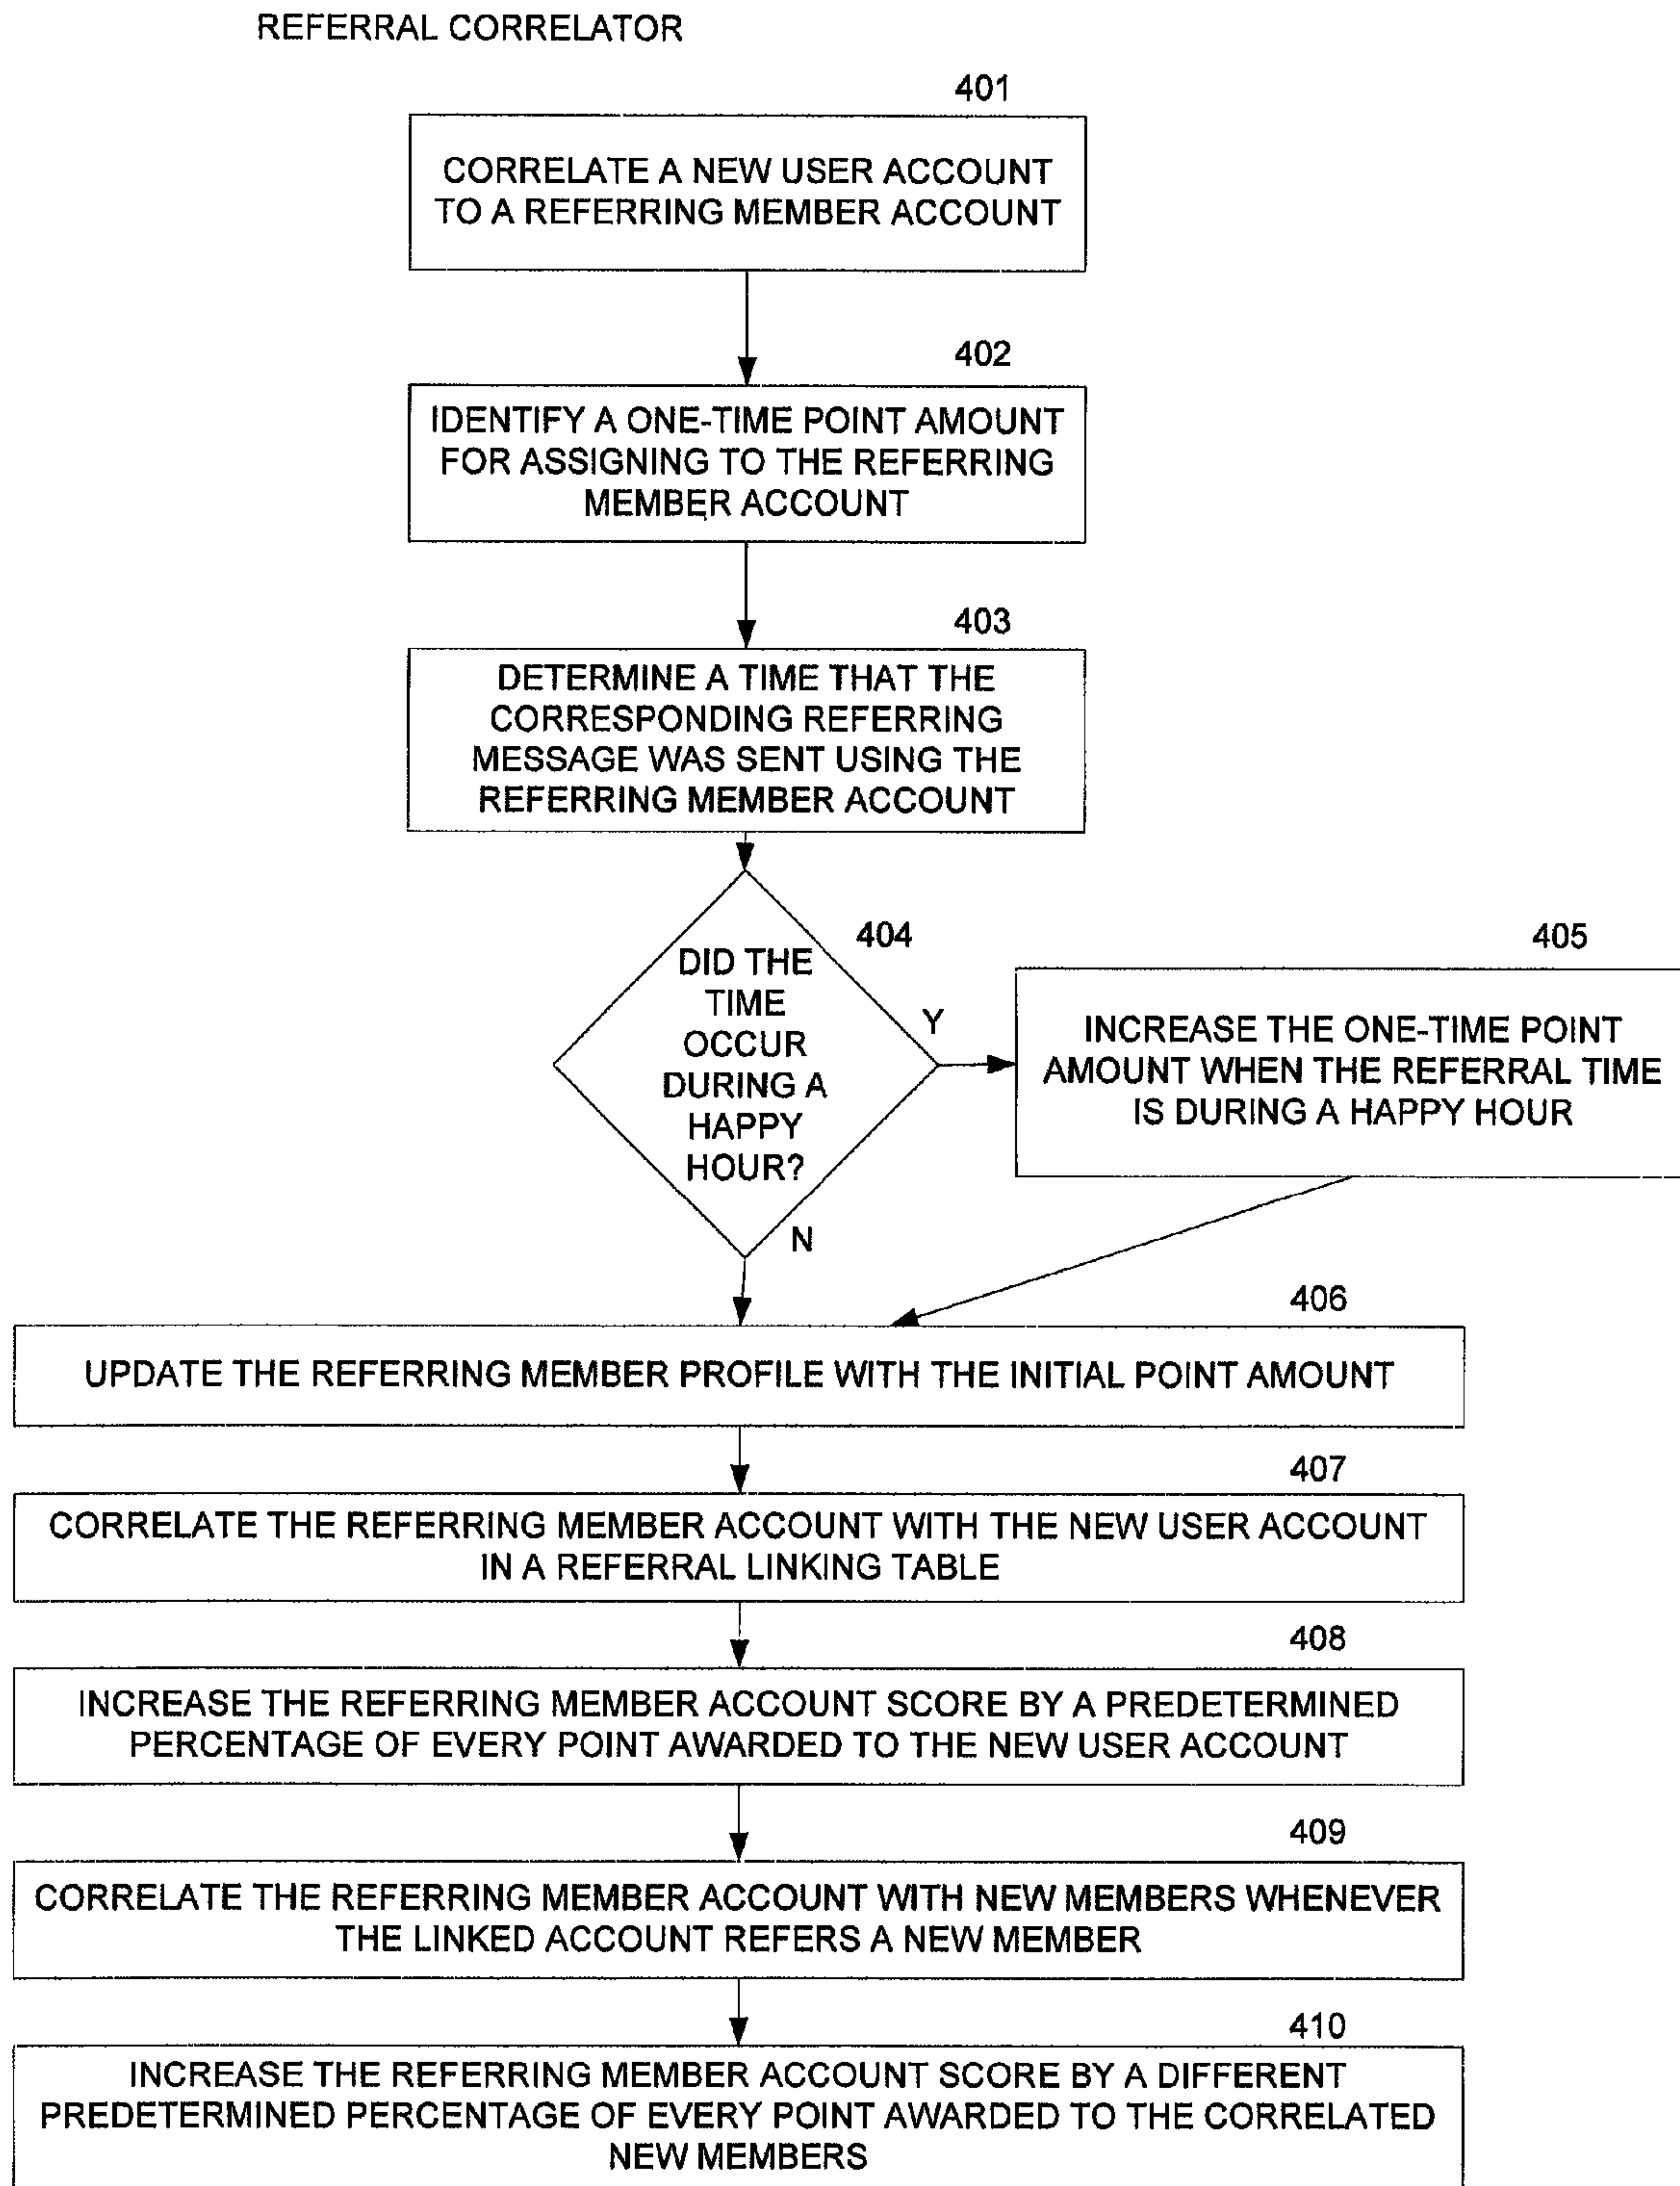 REFERRAL CORRELATOR
401
CORRELATE A NEW USER ACCOUNT
TO A REFERRING MEMBER ACCOUNT
402
IDENTIFY A ONE-TIME POINT AMOUNT
FOR ASSIGNING TO THE REFERRING
MEMBER ACCOUNT
403
DETERMINE A TIME THAT THE
CORRESPONDING REFERRING
MESSAGE WAS SENT USING THE
REFERRING MEMBER ACCOUNT
404
DID THE
TIME
OCCUR
DURING A
HAPPY
HOUR?
Y
N
405
INCREASE THE ONE-TIME POINT
AMOUNT WHEN THE REFERRAL TIME
IS DURING A HAPPY HOUR
406
UPDATE THE REFERRING MEMBER PROFILE WITH THE INITIAL POINT AMOUNT
407
CORRELATE THE REFERRING MEMBER ACCOUNT WITH THE NEW USER ACCOUNT
IN A REFERRAL LINKING TABLE
408
INCREASE THE REFERRING MEMBER ACCOUNT SCORE BY A PREDETERMINED
PERCENTAGE OF EVERY POINT AWARDED TO THE NEW USER ACCOUNT
409
CORRELATE THE REFERRING MEMBER ACCOUNT WITH NEW MEMBERS WHENEVER
THE LINKED ACCOUNT REFERS A NEW MEMBER
410
INCREASE THE REFERRING MEMBER ACCOUNT SCORE BY A DIFFERENT
PREDETERMINED PERCENTAGE OF EVERY POINT AWARDED TO THE CORRELATED
NEW MEMBERS